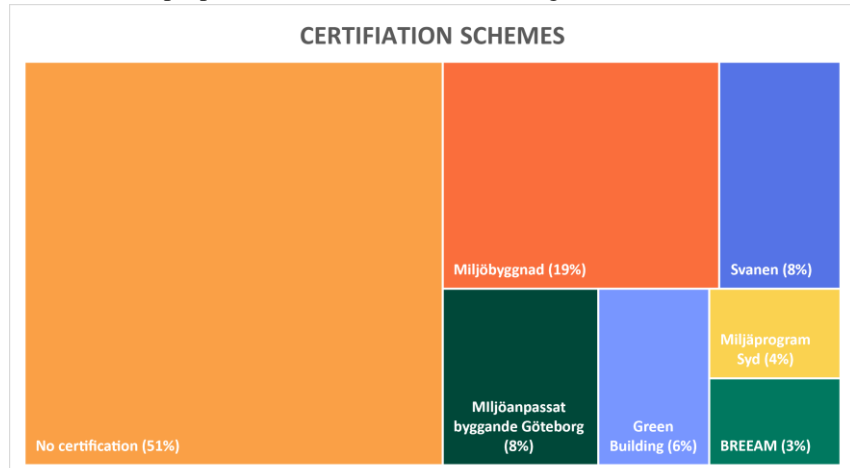 CERTIFIATION SCHEMES
No certification (51%)
Miljöbyggnad (19%)
Svanen (8%)
MIljöanpassat
byggande Göteborg
(8%)
Green
Building (6%)
Miljäprogram
Syd (4%)
BREEAM (3%)